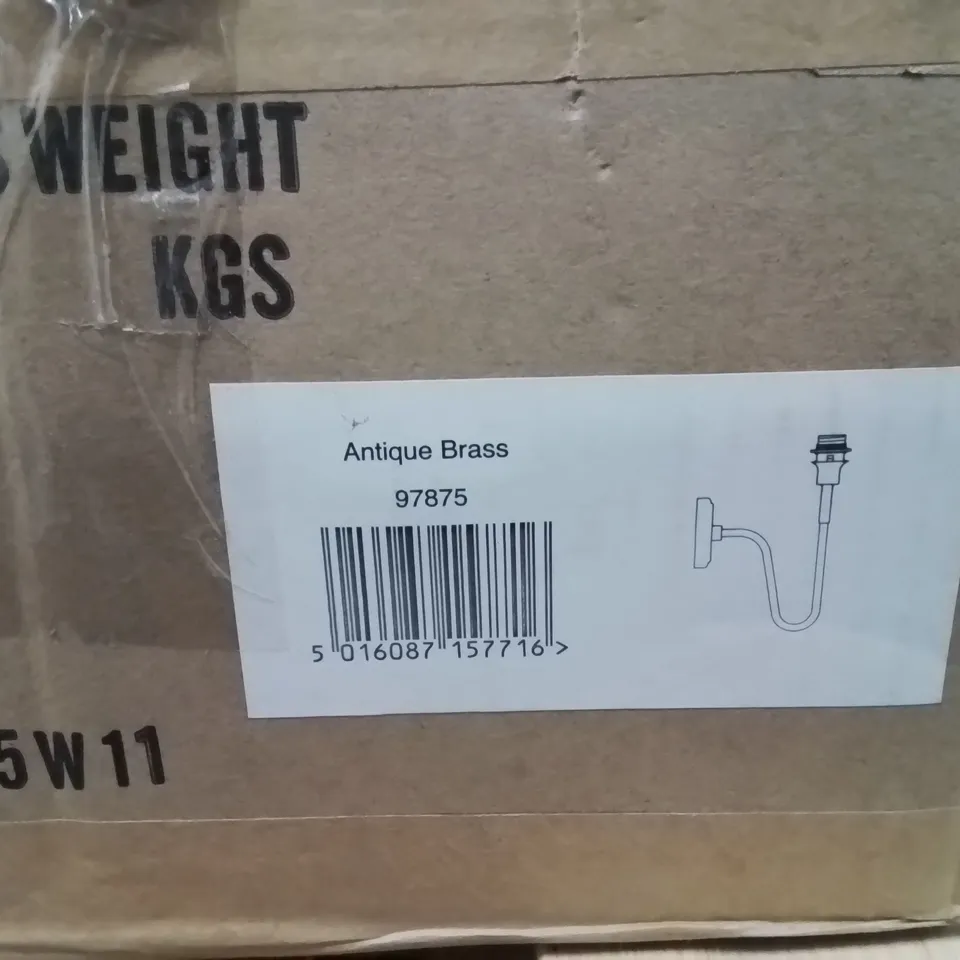 WEIGHT
KGS
Antique Brass
97875
5 016087 157716 >
5 W 11